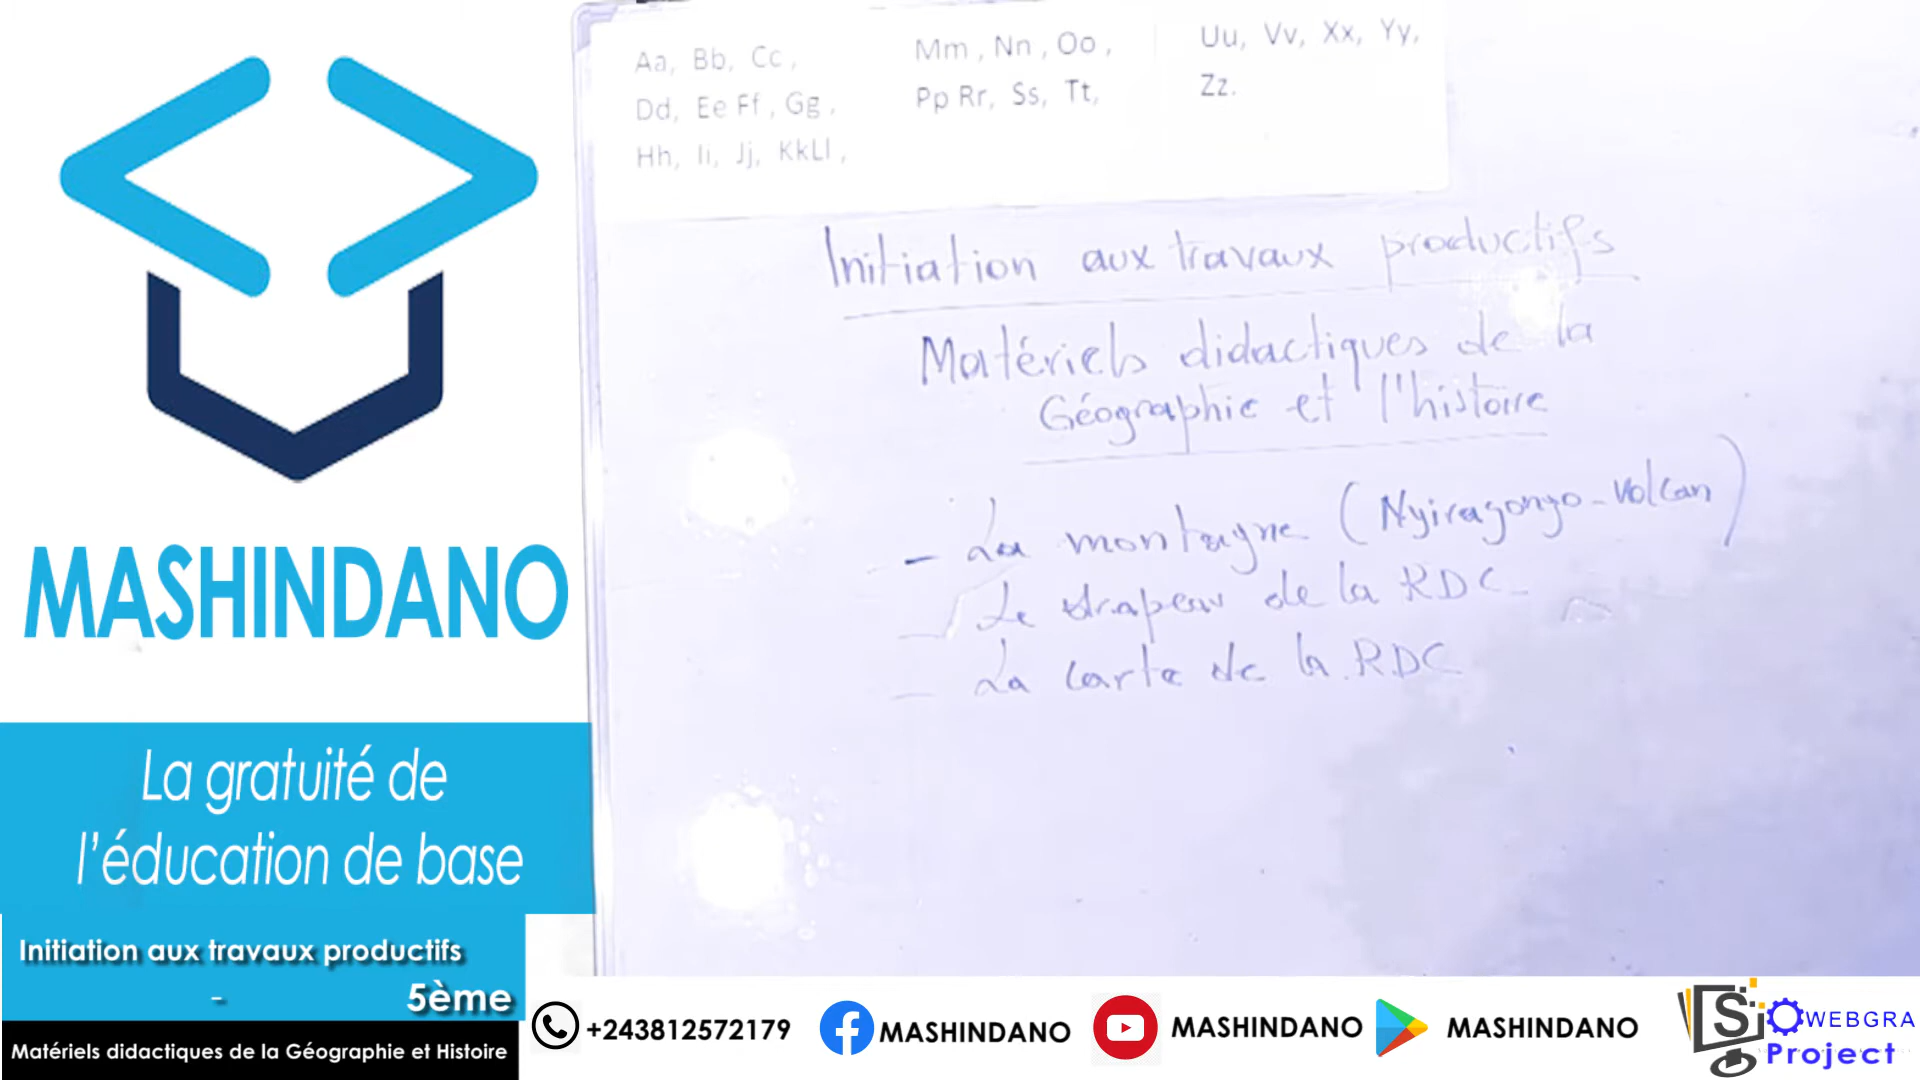 Aa, Bb, Cc,
Dd, Ee Ff, Gg.
Hh, Ii, Jj, KkLl,
Mm, Nn, Oo,
Pp Rr, Ss, Tt,
Uu, Vv, Xx, Yy,
Zz.
Initiation aux travaux productifs
Matériels didactiques de la
Géographie et l'histoire
- La montagne (Nyiragongo-volcan)
- Le drapeau de la RDC-
- La carte de la RDC
MASHINDANO
La gratuité de
l'éducation de base
Initiation aux travaux productifs
-
5ème
Matériels didactiques de la Géographie et Histoire
+243812572179
MASHINDANO
MASHINDANO
MASHINDANO
SiOWEBGRA
Project